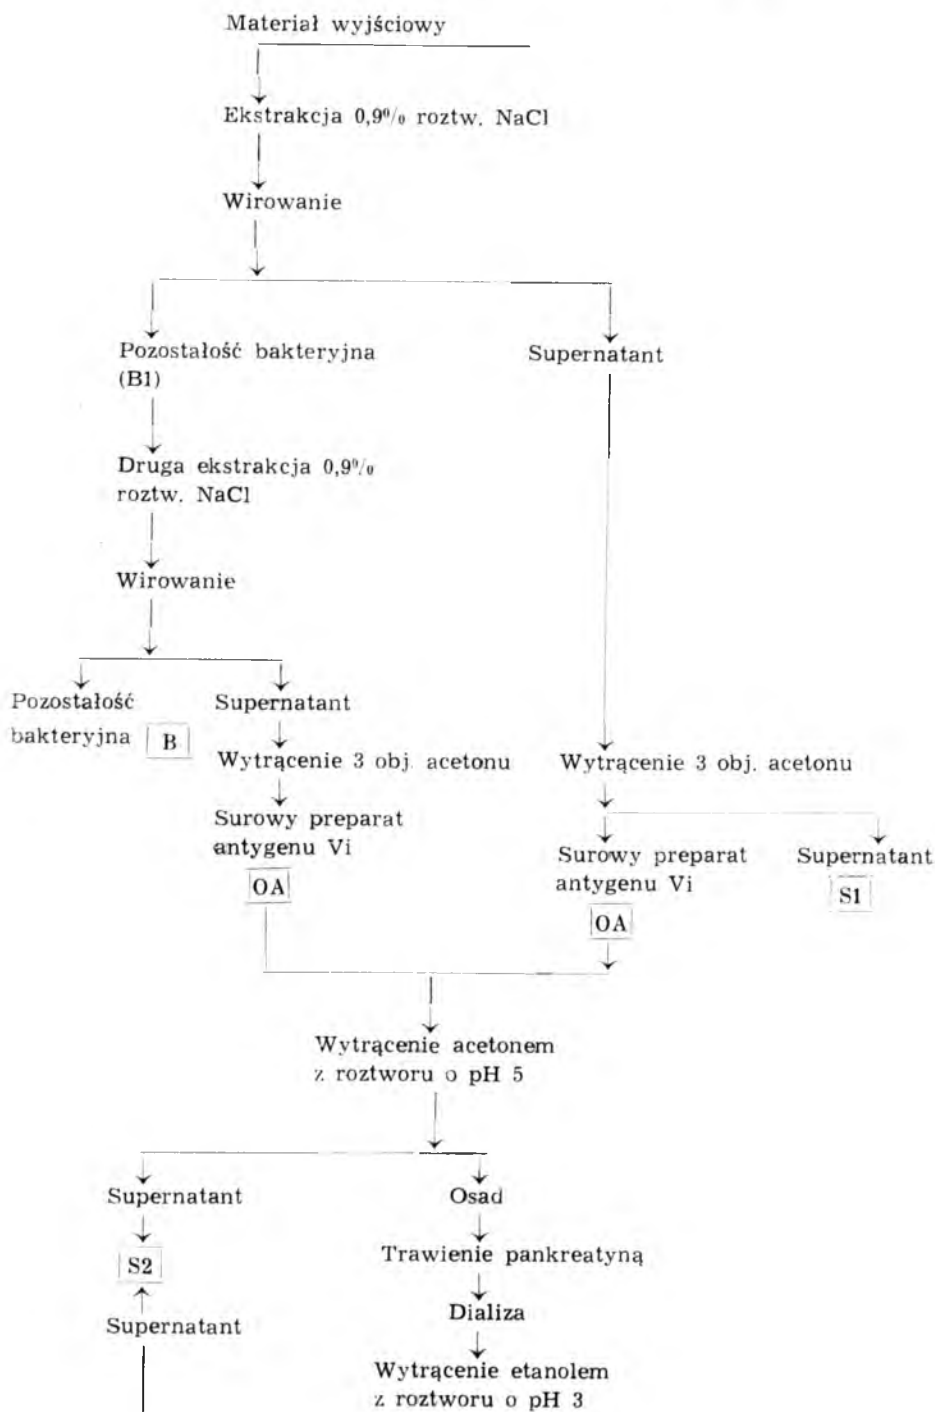 Materiał wyjściowy
Ekstrakcja 0,9% roztw. NaCl
Wirowanie
Pozostałość bakteryjna
(B1)
Supernatant
Druga ekstrakcja 0,9%
roztw. NaCl
Wirowanie
Pozostałość
bakteryjna B
Supernatant
Wytrącenie 3 obj. acetonu
Surowy preparat
antygenu Vi
OA
Wytrącenie 3 obj. acetonu
Surowy preparat
antygenu Vi
OA
Supernatant
S1
Wytrącenie acetonem
z roztworu o pH 5
Supernatant
S2
Supernatant
Osad
Trawienie pankreatyną
Dializa
Wytrącenie etanolem
z roztworu o pH 3